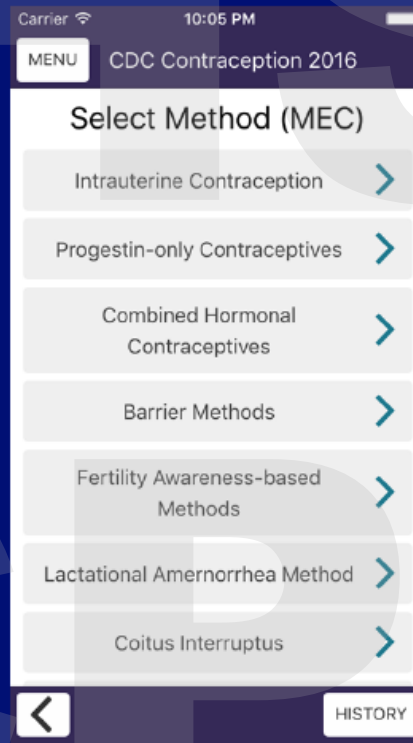 Carrier 10:05 PM
MENU CDC Contraception 2016
Select Method (MEC)
Intrauterine Contraception
Progestin-only Contraceptives
Combined Hormonal
Contraceptives
Barrier Methods
Fertility Awareness-based
Methods
Lactational Amernorrhea Method
Coitus Interruptus
HISTORY